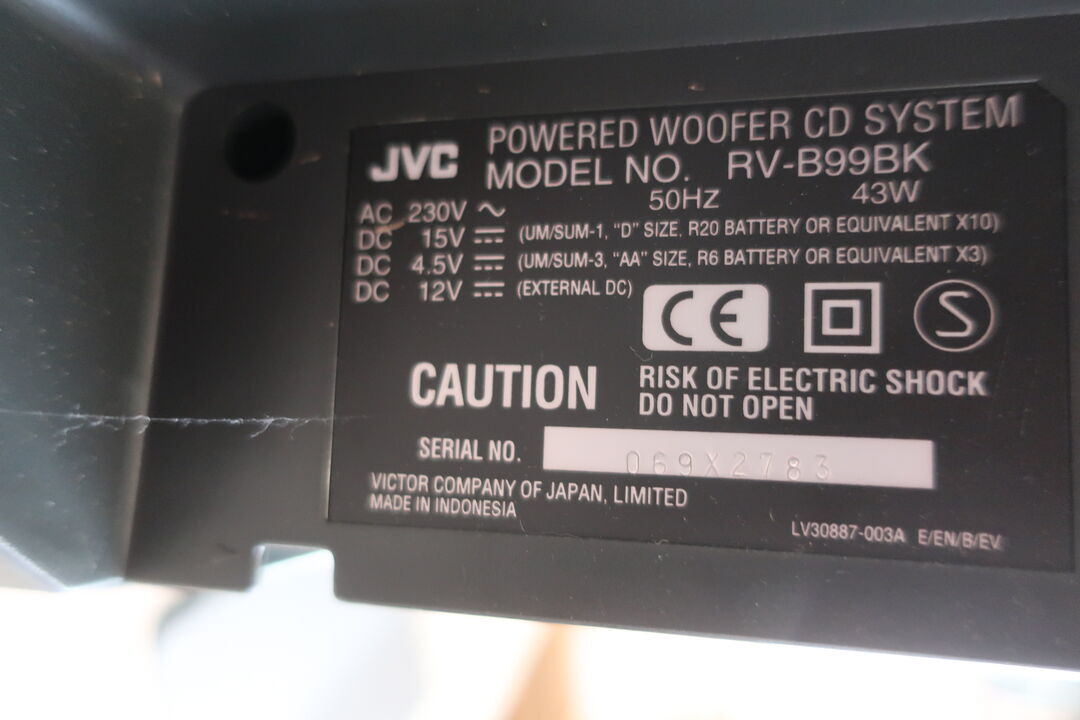 JVC POWERED WOOFER CD SYSTEM
MODEL NO. RV-B99BK
AC 230V ~ 50HZ 43W
DC 15V ⎓ (UM/SUM-1, "D" SIZE, R20 BATTERY OR EQUIVALENT X10)
DC 4.5V ⎓ (UM/SUM-3, "AA" SIZE, R6 BATTERY OR EQUIVALENT X3)
DC 12V ⎓ (EXTERNAL DC)
CE S
CAUTION RISK OF ELECTRIC SHOCK
DO NOT OPEN
SERIAL NO. 069X2783
VICTOR COMPANY OF JAPAN, LIMITED
MADE IN INDONESIA
LV30887-003A E/EN/B/EV